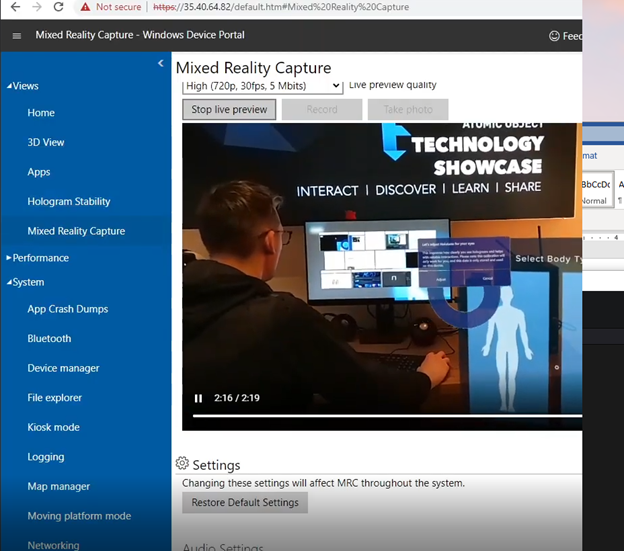 Not secure
https://35.40.64.82/default.htm#Mixed%20Reality%20Capture
Mixed Reality Capture - Windows Device Portal
Feed
Mixed Reality Capture
High (720p, 30fps, 5 Mbits)
Live preview quality
Stop live preview
Record
Take photo
Views
Home
3D View
Apps
Hologram Stability
Mixed Reality Capture
Performance
System
App Crash Dumps
Bluetooth
Device manager
File explorer
Kiosk mode
Logging
Map manager
Moving platform mode
Networking
ATOMIC OBJECT
TECHNOLOGY
SHOWCASE
INTERACT | DISCOVER | LEARN | SHARE
Select Body Ty
2:16 / 2:19
Settings
Changing these settings will affect MRC throughout the system.
Restore Default Settings
Audio Settings
mat
BbCcDc
Normal
4